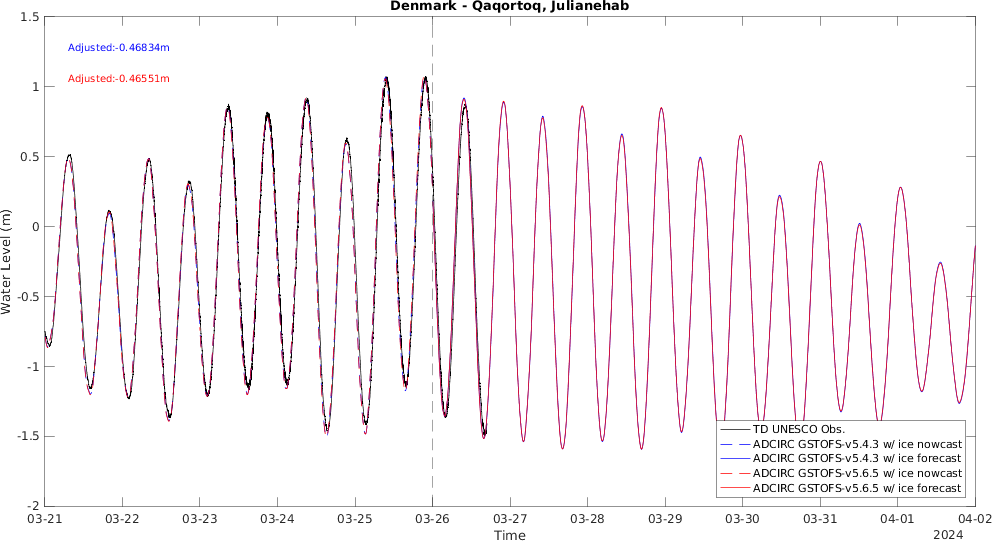 Denmark - Qaqortoq, Julianehab
Adjusted:-0.46834m
Adjusted:-0.46551m
Water Level (m)
1.5
1
0.5
0
-0.5
-1
-1.5
-2
TD UNESCO Obs.
ADCIRC GSTOFS-v5.4.3 w/ ice nowcast
ADCIRC GSTOFS-v5.4.3 w/ ice forecast
ADCIRC GSTOFS-v5.6.5 w/ ice nowcast
ADCIRC GSTOFS-v5.6.5 w/ ice forecast
03-21 03-22 03-23 03-24 03-25 03-26 03-27 03-28 03-29 03-30 03-31 04-01 04-02
Time
2024